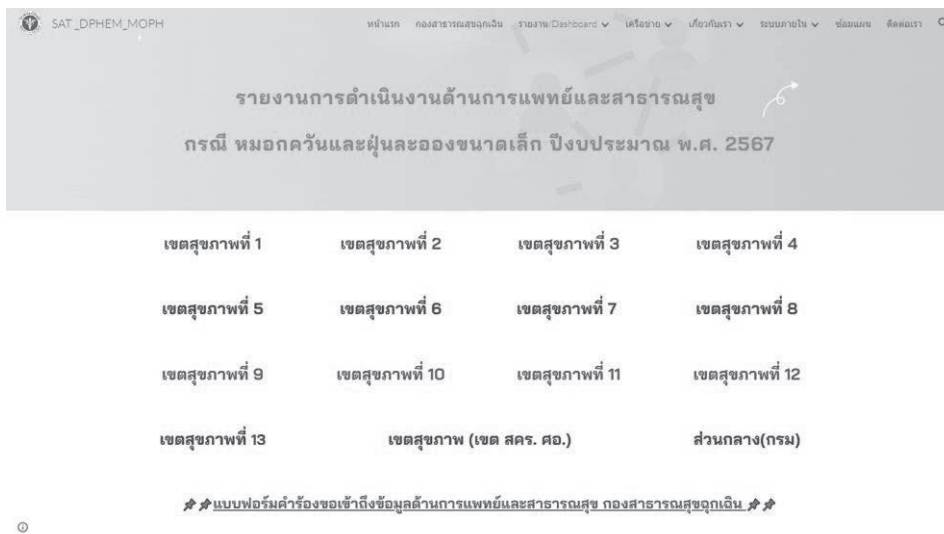 SAT_DPHEM_MOPH หน้าแรก กองสาธารณสุขฉุกเฉิน รายงาน/Dashboard เครือข่าย เกี่ยวกับเรา ระบบภายใน ซ้อมแผน ติดต่อเรา
รายงานการดำเนินงานด้านการแพทย์และสาธารณสุข
กรณี หมอกควันและฝุ่นละอองขนาดเล็ก ปีงบประมาณ พ.ศ. 2567
เขตสุขภาพที่ 1 เขตสุขภาพที่ 2 เขตสุขภาพที่ 3 เขตสุขภาพที่ 4
เขตสุขภาพที่ 5 เขตสุขภาพที่ 6 เขตสุขภาพที่ 7 เขตสุขภาพที่ 8
เขตสุขภาพที่ 9 เขตสุขภาพที่ 10 เขตสุขภาพที่ 11 เขตสุขภาพที่ 12
เขตสุขภาพที่ 13 เขตสุขภาพ (เขต สคร. ศอ.) ส่วนกลาง(กรม)
แบบฟอร์มคำร้องขอเข้าถึงข้อมูลด้านการแพทย์และสาธารณสุข กองสาธารณสุขฉุกเฉิน